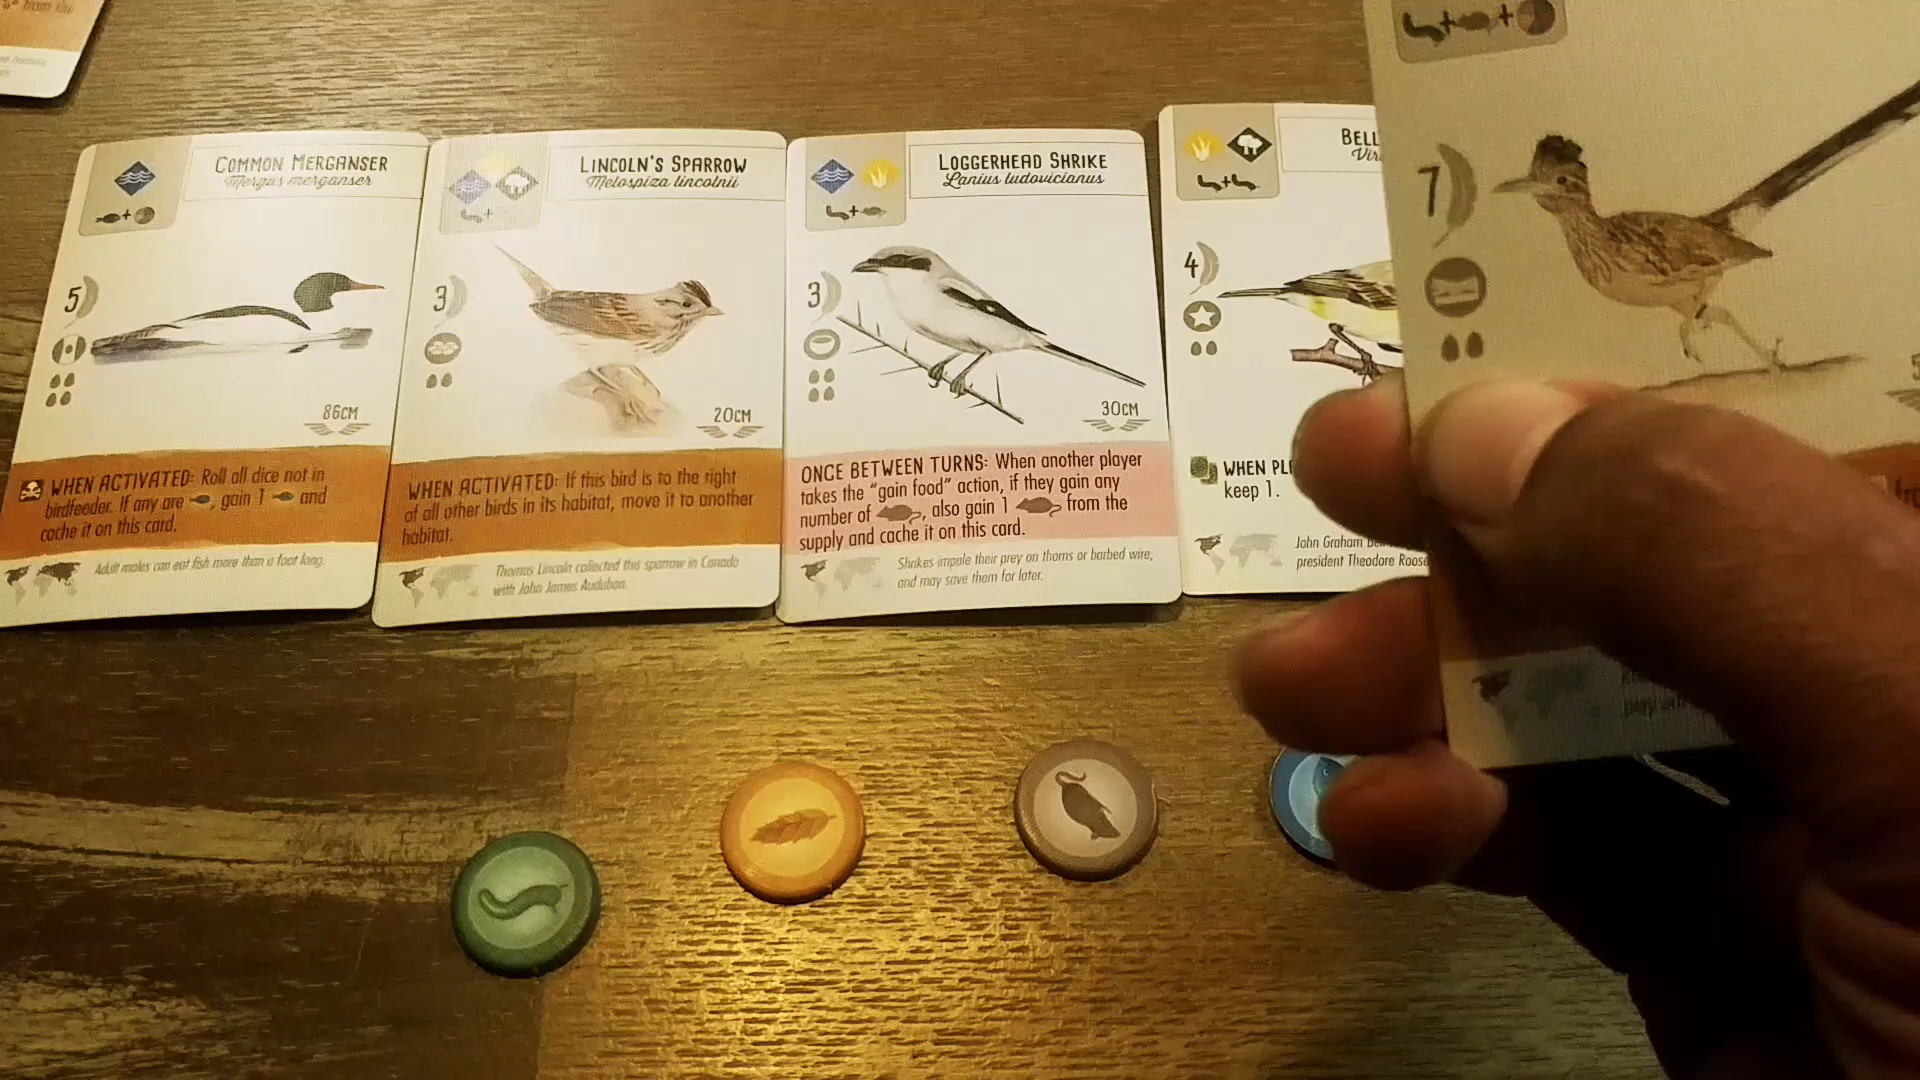 from the
COMMON MERGANSER
Mergus merganser
5
86CM
WHEN ACTIVATED: Roll all dice not in
birdfeeder. If any are , gain 1 and
cache it on this card.
Adult males can eat fish more than a foot long.
LINCOLN'S SPARROW
Melospiza lincolnii
3
20CM
WHEN ACTIVATED: If this bird is to the right
of all other birds in its habitat, move it to another
habitat.
Thomas Lincoln collected this sparrow in Canada
with John James Audubon.
LOGGERHEAD SHRIKE
Lanius ludovicianus
3
30CM
ONCE BETWEEN TURNS: When another player
takes the "gain food" action, if they gain any
number of , also gain 1 from the
supply and cache it on this card.
Shrikes impale their prey on thorns or barbed wire,
and may save them for later.
BELL
Vir
4
WHEN PL
keep 1.
John Graham
president Theodore Roose
7